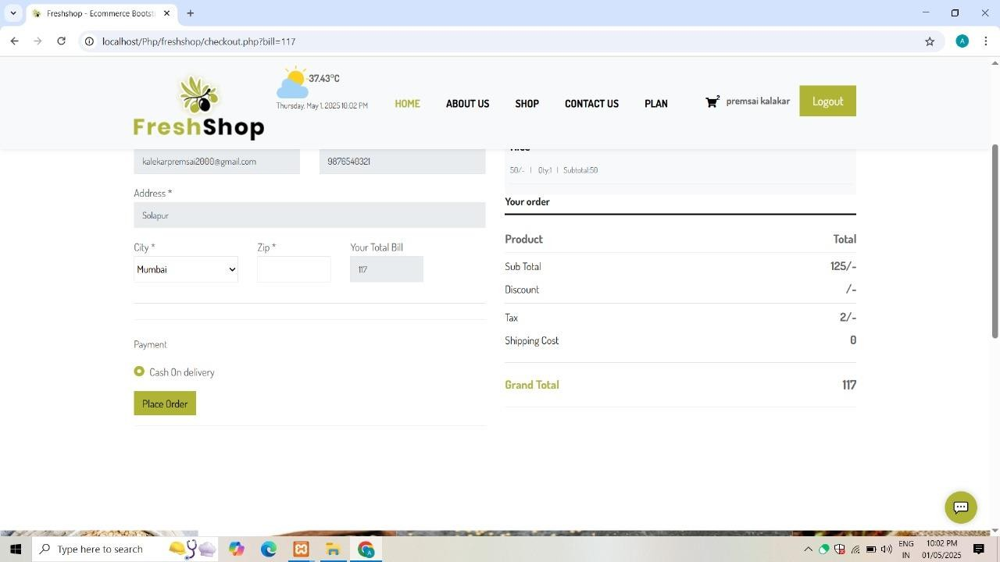 Freshshop - Ecommerce Boots
localhost/Php/freshshop/checkout.php?bill=117
A
-37.43°C
Thursday, May 1, 2025 10:02 PM
FreshShop
HOME ABOUT US SHOP CONTACT US PLAN
2 premsai kalakar Logout
kalekarpremsai2000@gmail.com 9876540321
Address *
Solapur
City * Zip * Your Total Bill
Mumbai 117
Payment
Cash On delivery
Place Order
50/- | Qty:1 | Subtotal:50
Your order
Product Total
Sub Total 125/-
Discount /-
Tax 2/-
Shipping Cost 0
Grand Total 117
Type here to search
ENG
IN
10:02 PM
01/05/2025